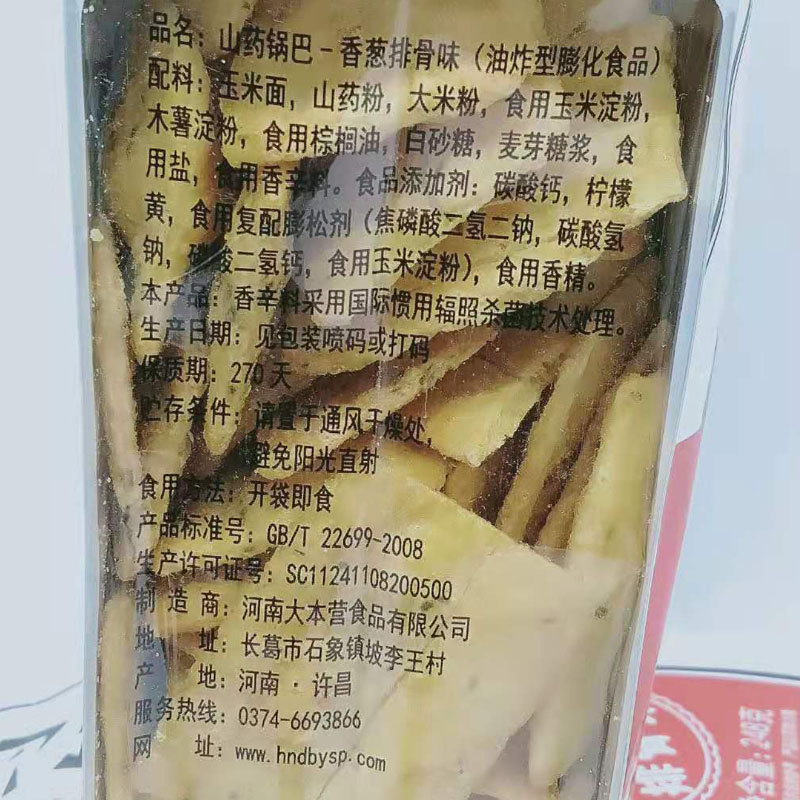 品名：山药锅巴-香葱排骨味（油炸型膨化食品）
配料：玉米面，山药粉，大米粉，食用玉米淀粉，
木薯淀粉，食用棕榈油，白砂糖，麦芽糖浆，食
用盐，食用香辛料。食品添加剂：碳酸钙，柠檬
黄，食用复配膨松剂（焦磷酸二氢二钠，碳酸氢
钠，磷酸二氢钙，食用玉米淀粉），食用香精。
本产品：香辛料采用国际惯用辐照杀菌技术处理。
生产日期：见包装喷码或打码
保质期：270天
贮存条件：请置于通风干燥处，
避免阳光直射
食用方法：开袋即食
产品标准号：GB/T 22699-2008
生产许可证号：SC11241108200500
制造商：河南大本营食品有限公司
地址：长葛市石象镇坡李王村
产地：河南·许昌
服务热线：0374-6693866
网址：www.hndbysp.com
含量：240克